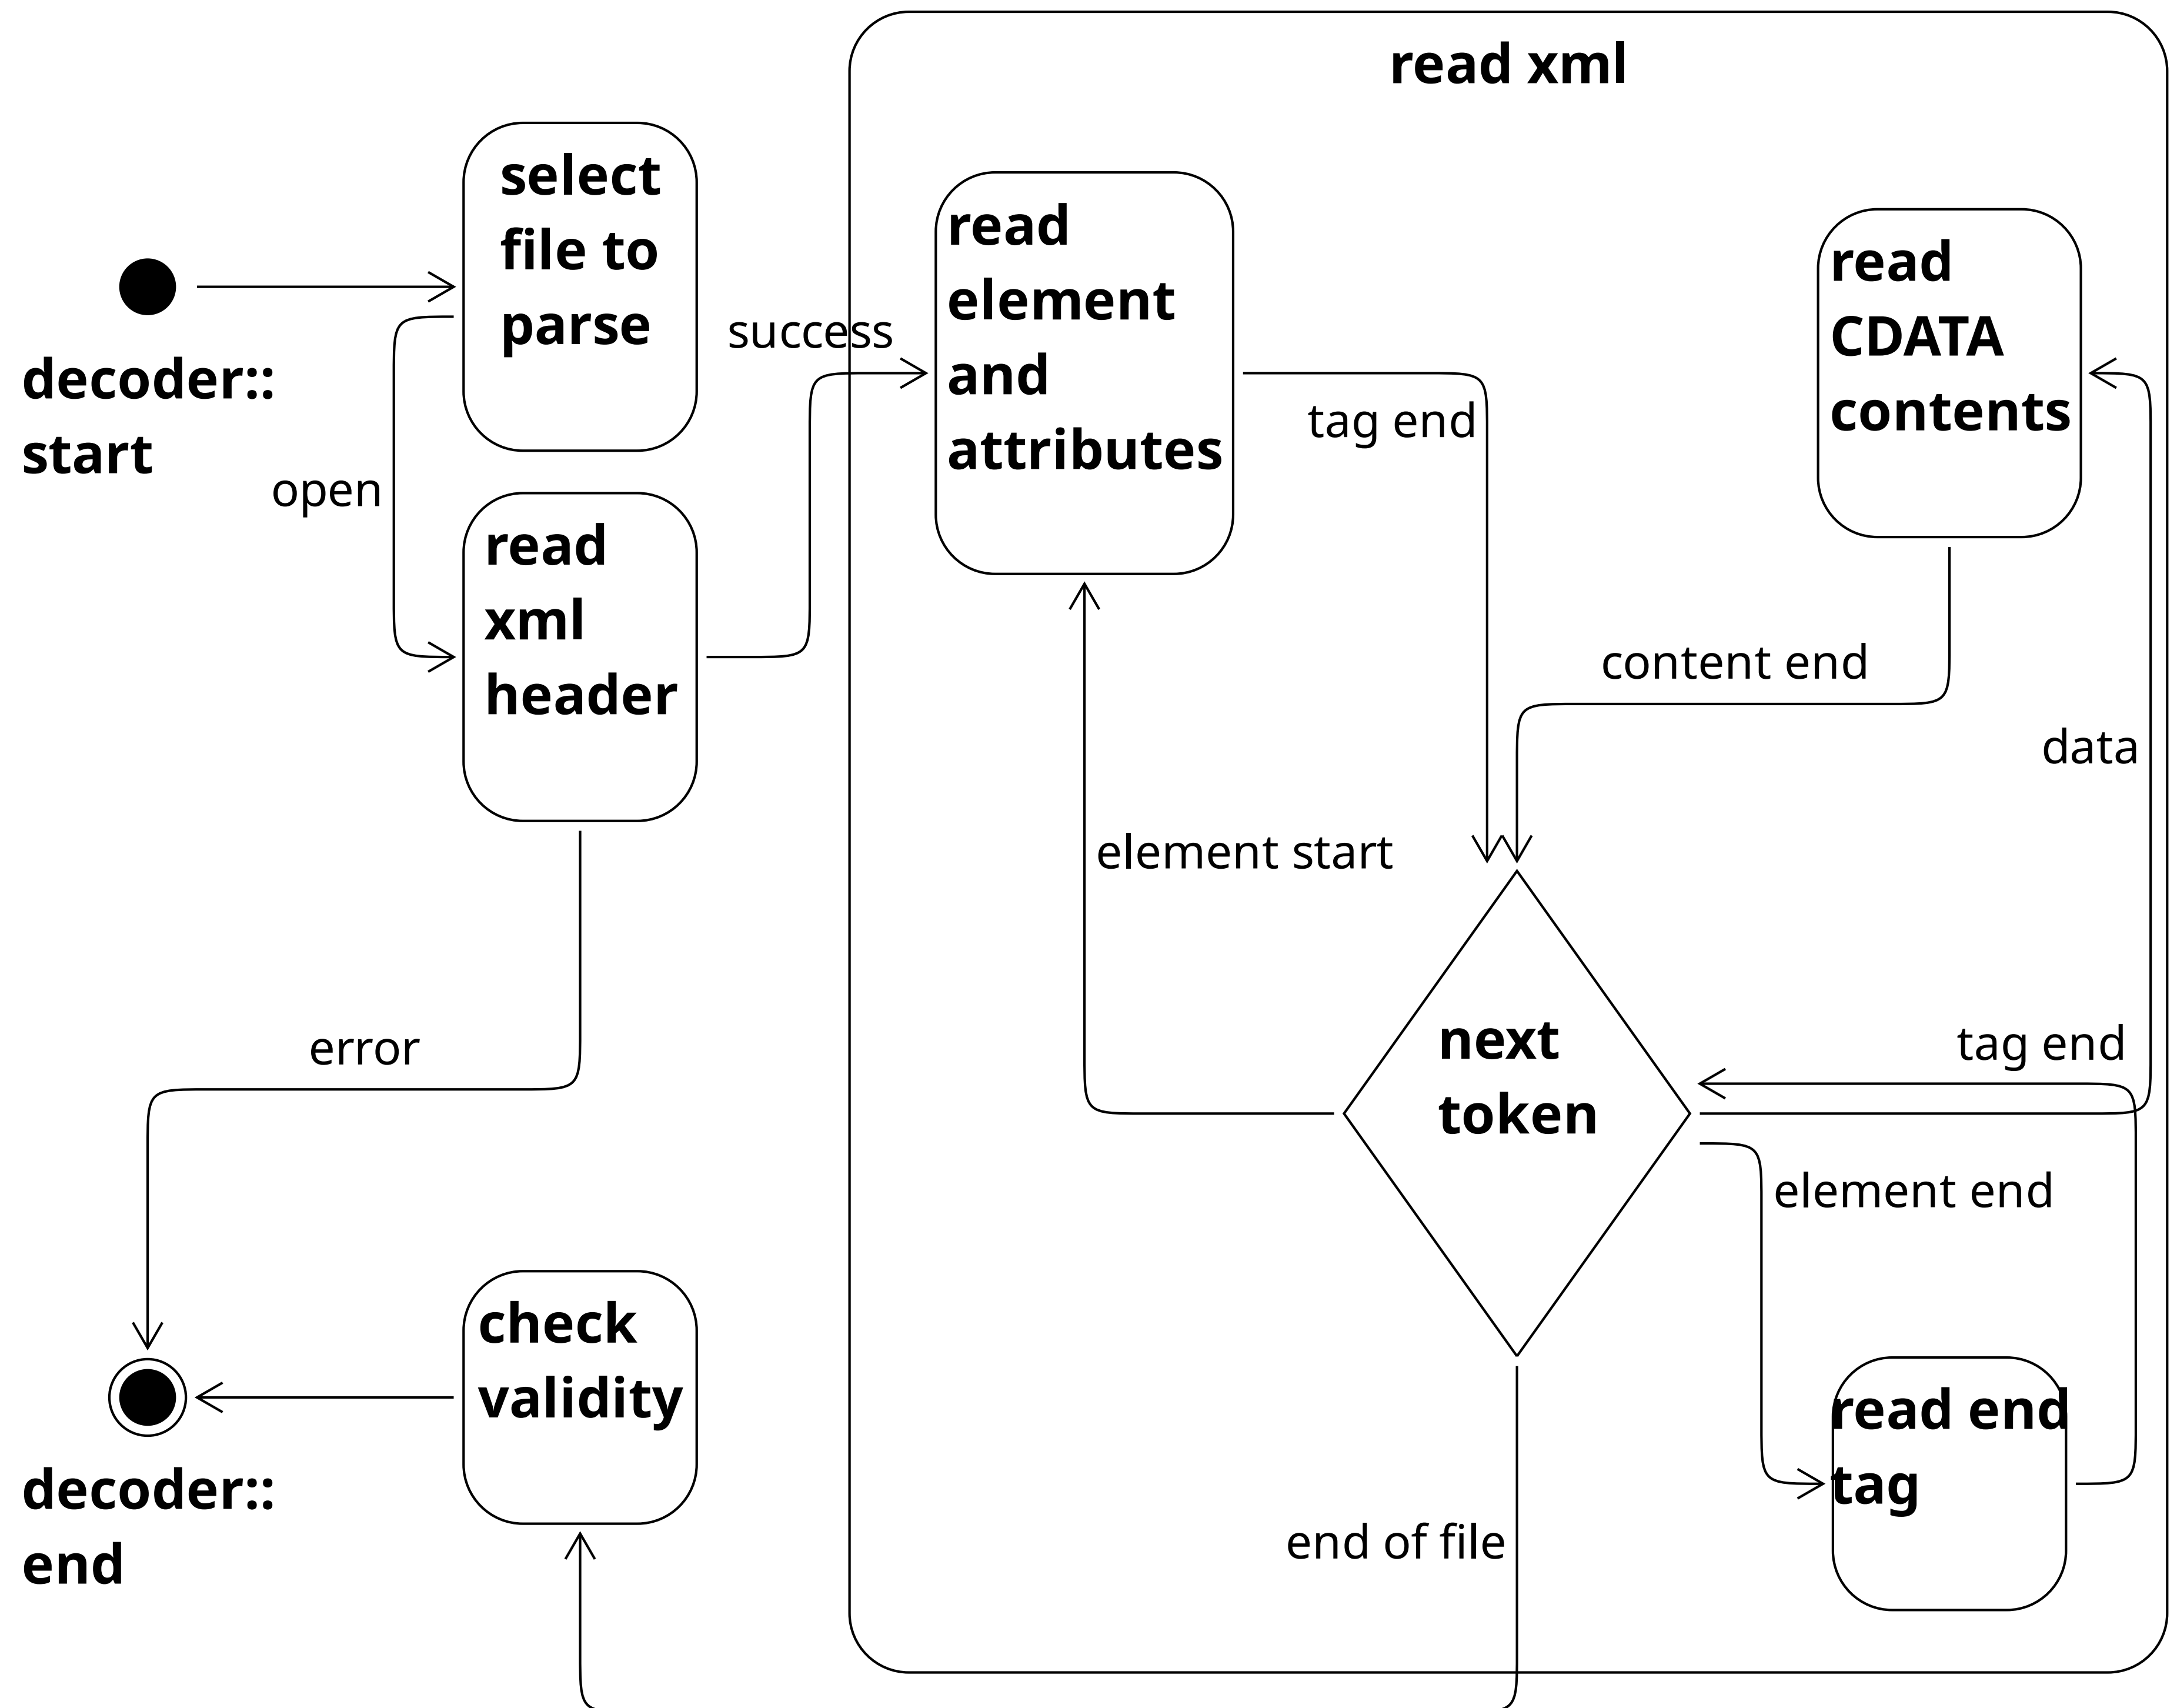 read xml
select
file to
parse
decoder::
start
open
read
xml
header
success
read
element
and
attributes
tag end
read
CDATA
contents
content end
data
element start
next
token
tag end
element end
error
check
validity
decoder::
end
end of file
read end
tag